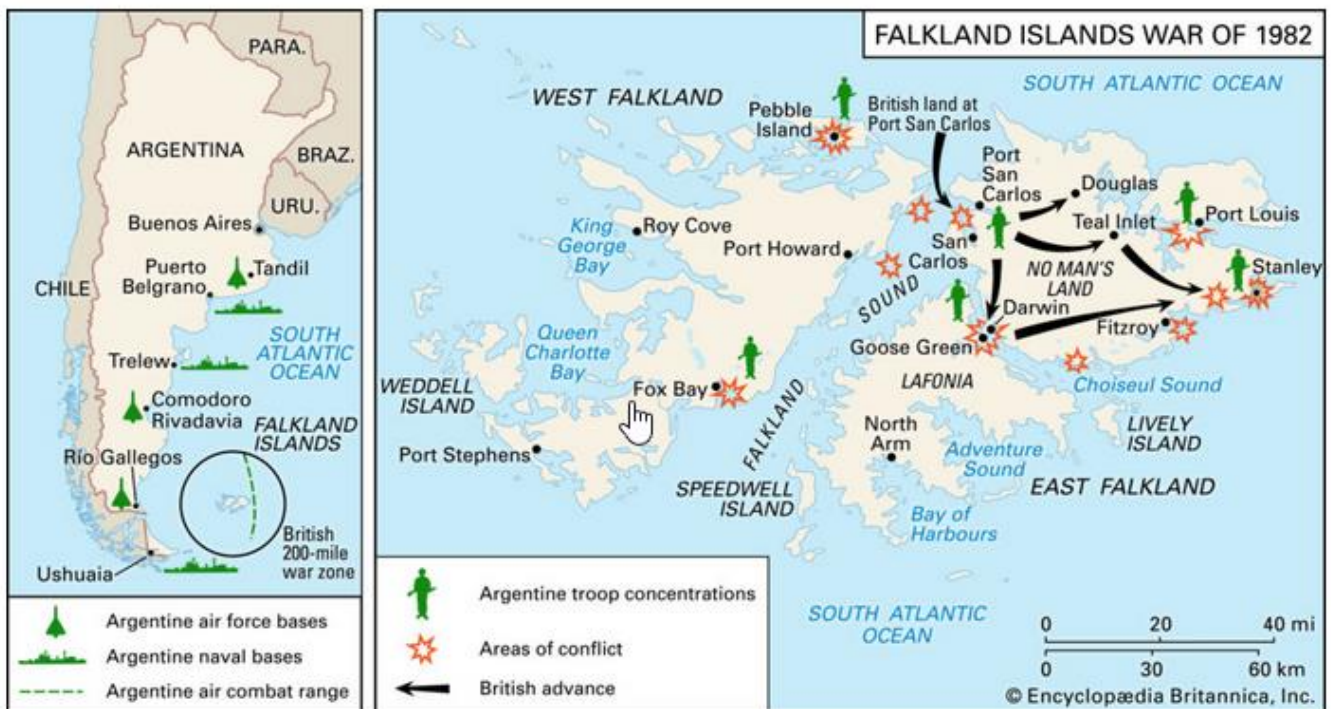 PARA.
ARGENTINA
BRAZ.
URU.
Buenos Aires
Puerto
Belgrano
Tandil
CHILE
SOUTH
ATLANTIC
OCEAN
Trelew
Comodoro
Rivadavia
FALKLAND
ISLANDS
Río Gallegos
British
200-mile
war zone
Ushuaia
Argentine air force bases
Argentine naval bases
Argentine air combat range
FALKLAND ISLANDS WAR OF 1982
SOUTH ATLANTIC OCEAN
WEST FALKLAND
Pebble
Island
British land at
Port San Carlos
Port
San
Carlos
Douglas
Teal Inlet
Port Louis
King
George
Bay
Roy Cove
Port Howard
San
Carlos
NO MAN'S
LAND
Stanley
FALKLAND SOUND
Darwin
Goose Green
Fitzroy
Queen
Charlotte
Bay
LAFONIA
Choiseul Sound
WEDDELL
ISLAND
Fox Bay
LIVELY
ISLAND
Port Stephens
North
Arm
Adventure
Sound
SPEEDWELL
ISLAND
EAST FALKLAND
Bay of
Harbours
SOUTH ATLANTIC
OCEAN
Argentine troop concentrations
Areas of conflict
British advance
0 20 40 mi
0 30 60 km
© Encyclopædia Britannica, Inc.